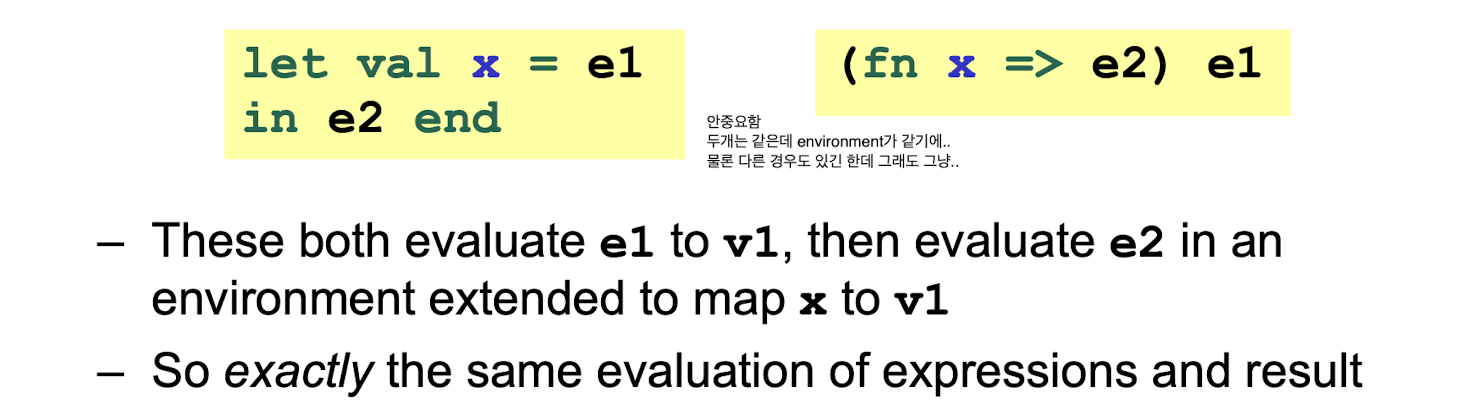 let val x = e1
in e2 end
(fn x => e2) e1
안중요함
두개는 같은데 environment가 같기에..
물론 다른 경우도 있긴 한데 그래도 그냥..
– These both evaluate e1 to v1, then evaluate e2 in an
environment extended to map x to v1
– So exactly the same evaluation of expressions and result